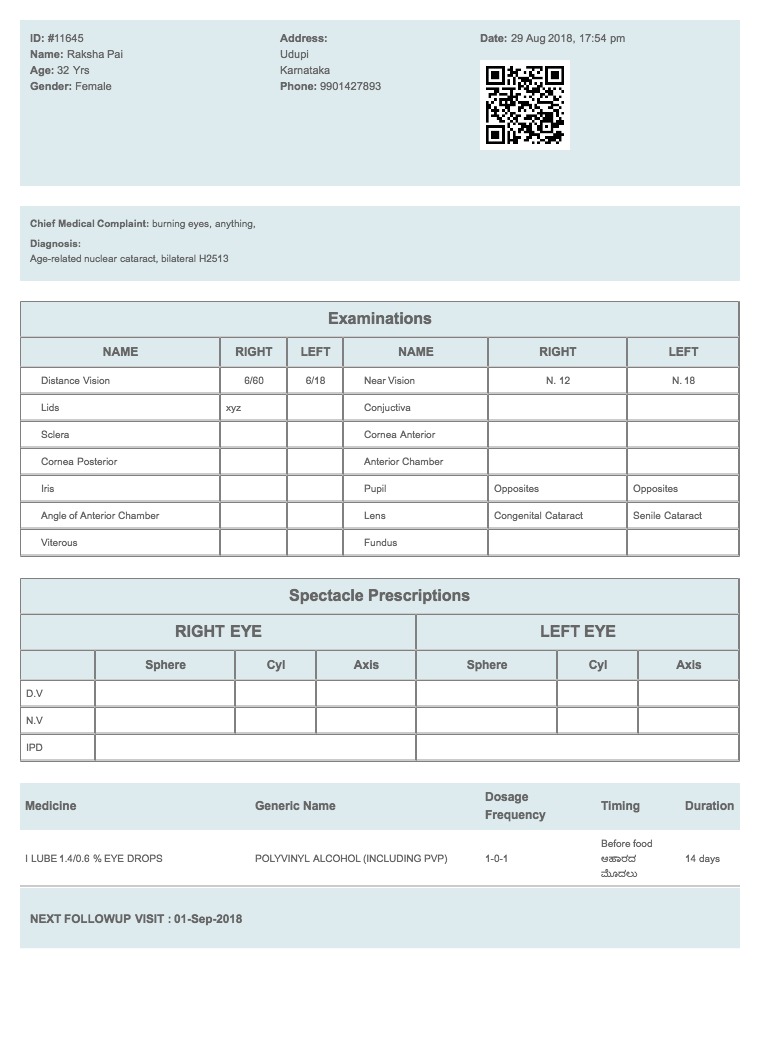 ID: #11645
Name: Raksha Pai
Age: 32 Yrs
Gender: Female
Address:
Udupi
Karnataka
Phone: 9901427893
Date: 29 Aug 2018, 17:54 pm
Chief Medical Complaint: burning eyes, anything,
Diagnosis:
Age-related nuclear cataract, bilateral H2513
Examinations
NAME RIGHT LEFT NAME RIGHT LEFT
Distance Vision 6/60 6/18 Near Vision N. 12 N. 18
Lids xyz Conjuctiva
Sclera Cornea Anterior
Cornea Posterior Anterior Chamber
Iris Pupil Opposites Opposites
Angle of Anterior Chamber Lens Congenital Cataract Senile Cataract
Viterous Fundus
Spectacle Prescriptions
RIGHT EYE LEFT EYE
Sphere Cyl Axis Sphere Cyl Axis
D.V
N.V
IPD
Medicine Generic Name Dosage Frequency Timing Duration
I LUBE 1.4/0.6 % EYE DROPS POLYVINYL ALCOHOL (INCLUDING PVP) 1-0-1 Before food ಆಹಾರದ ಮೊದಲು 14 days
NEXT FOLLOWUP VISIT : 01-Sep-2018